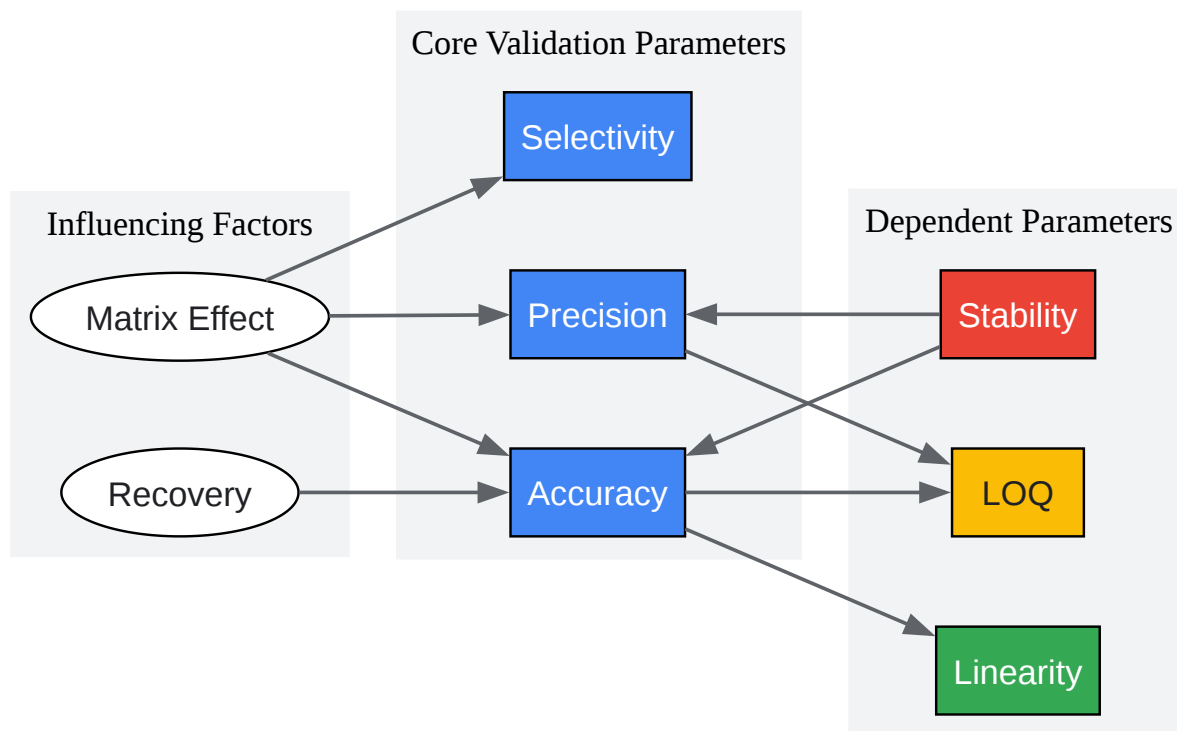 Core Validation Parameters
Selectivity
Influencing Factors
Dependent Parameters
Matrix Effect
Precision
Stability
Recovery
Accuracy
LOQ
Linearity